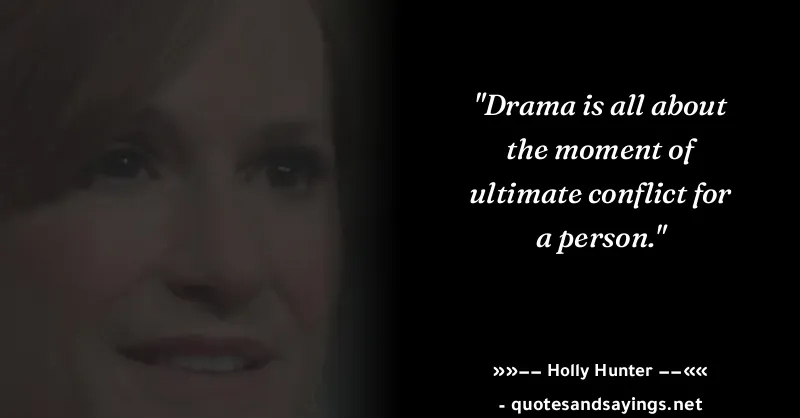 "Drama is all about
the moment of
ultimate conflict for
a person."
»»−− Holly Hunter −−««
- quotesandsayings.net